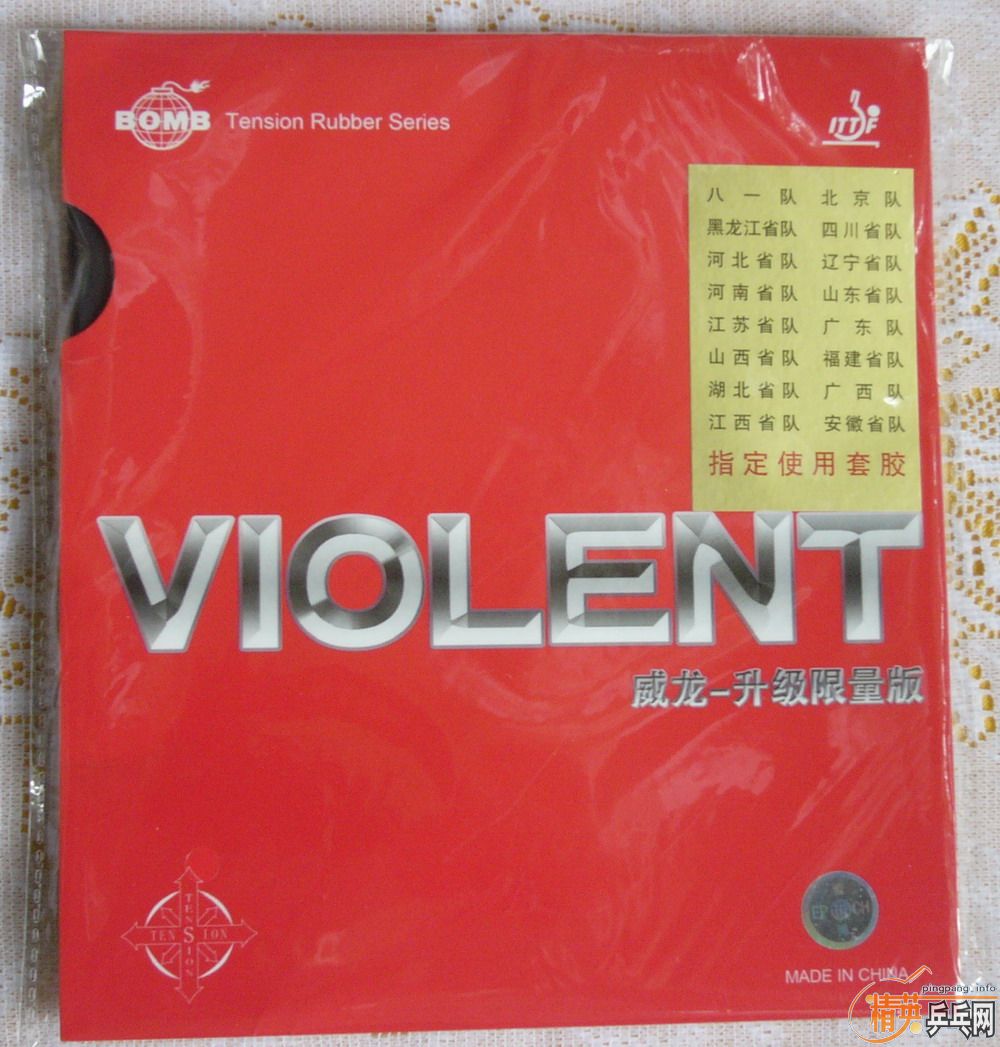 BOMB
Tension Rubber Series
ITTF
八一队 北京队
黑龙江省队 四川省队
河北省队 辽宁省队
河南省队 山东省队
江苏省队 广东队
山西省队 福建省队
湖北省队 广西队
江西省队 安徽省队
指定使用套胶
VIOLENT
威龙-升级限量版
TENSION
TENSION
MADE IN CHINA
pingpang.info
精英乒乓网